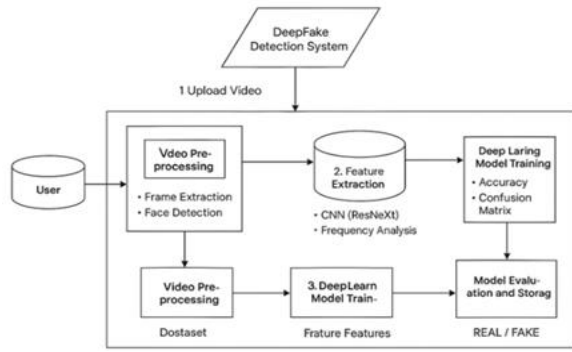 DeepFake
Detection System
1 Upload Video
User
Vdeo Pre-
processing
• Frame Extraction
• Face Detection
2. Feature
Extraction
• CNN (ResNeXt)
• Frequency Analysis
Deep Laring
Model Training
• Accuracy
• Confusion
Matrix
Video Pre-
processing
3. DeepLearn
Model Train-
Model Evalu-
ation and Storag
Dostaset
Frature Features
REAL / FAKE